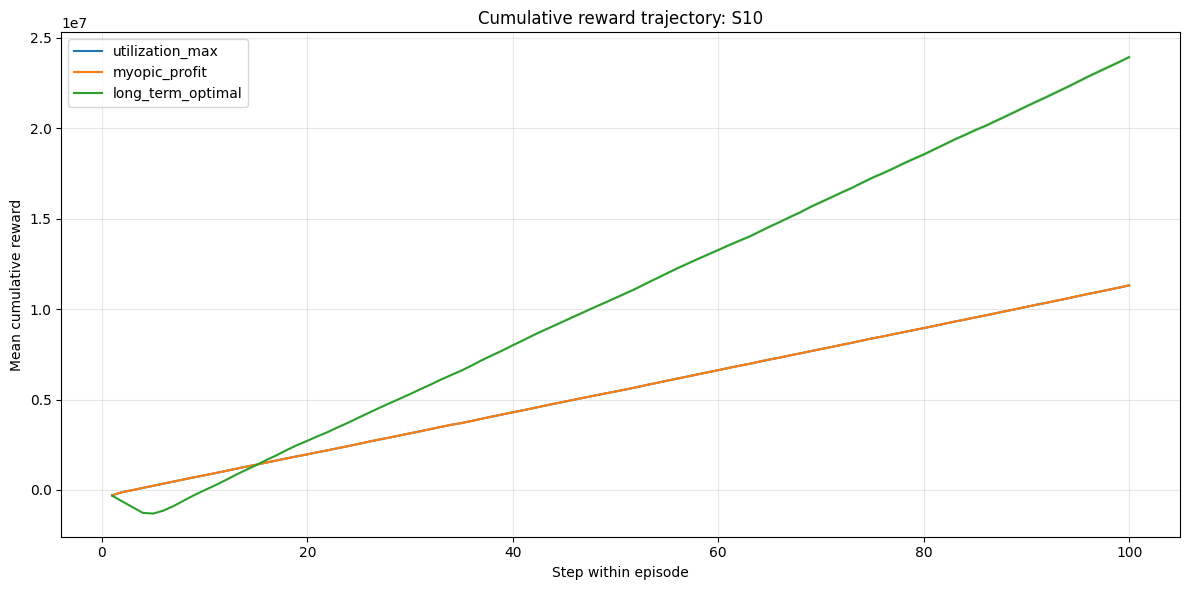 Cumulative reward trajectory: S10
1e7
utilization_max
myopic_profit
long_term_optimal
Mean cumulative reward
2.5
2.0
1.5
1.0
0.5
0.0
0 20 40 60 80 100
Step within episode